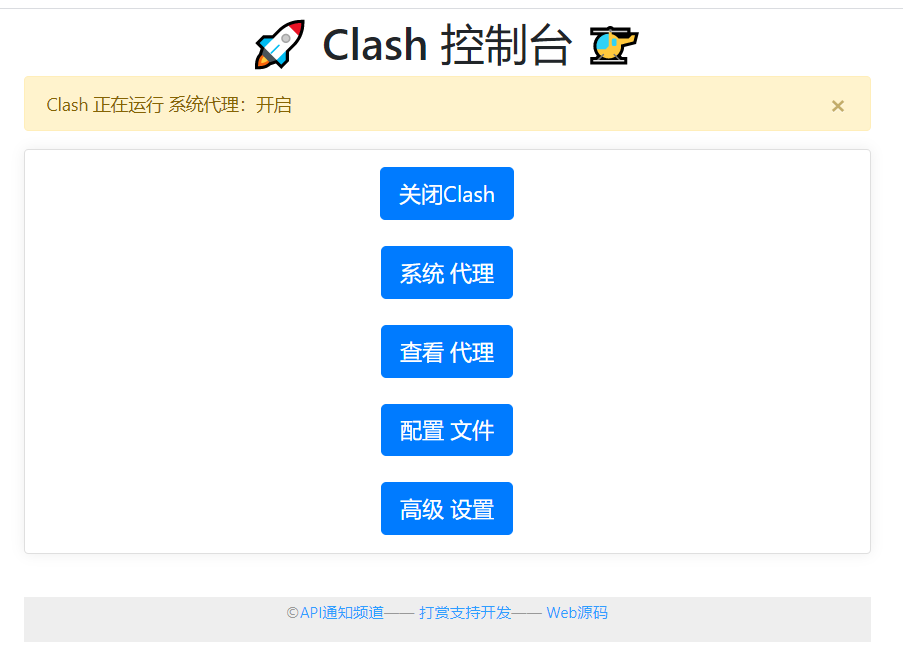 🚀 Clash 控制台 🚁
Clash 正在运行 系统代理：开启 ×
关闭Clash
系统 代理
查看 代理
配置 文件
高级 设置
©API通知频道—— 打赏支持开发—— Web源码